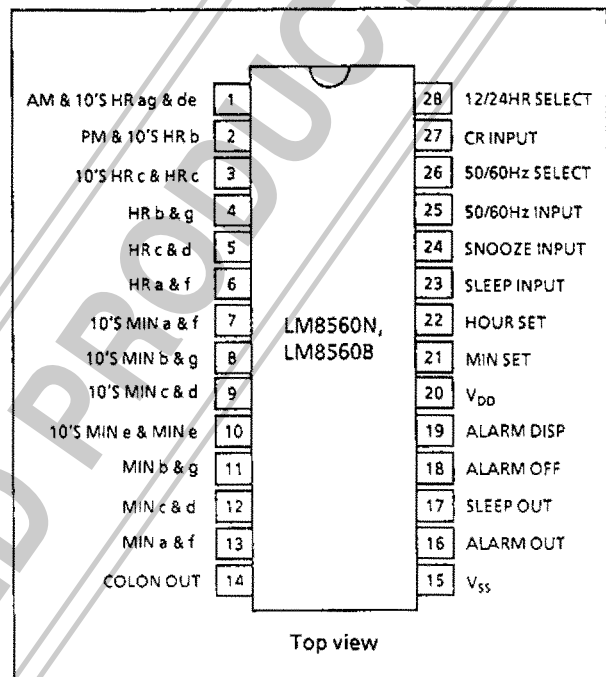 AM & 10'S HR ag & de 1 28 12/24HR SELECT
PM & 10'S HR b 2 27 CR INPUT
10'S HR c & HR c 3 26 50/60Hz SELECT
HR b & g 4 25 50/60Hz INPUT
HR c & d 5 24 SNOOZE INPUT
HR a & f 6 23 SLEEP INPUT
10'S MIN a & f 7 22 HOUR SET
10'S MIN b & g 8 21 MIN SET
10'S MIN c & d 9 20 VDD
10'S MIN e & MIN e 10 19 ALARM DISP
MIN b & g 11 18 ALARM OFF
MIN c & d 12 17 SLEEP OUT
MIN a & f 13 16 ALARM OUT
COLON OUT 14 15 VSS
LM8560N,
LM8560B
Top view